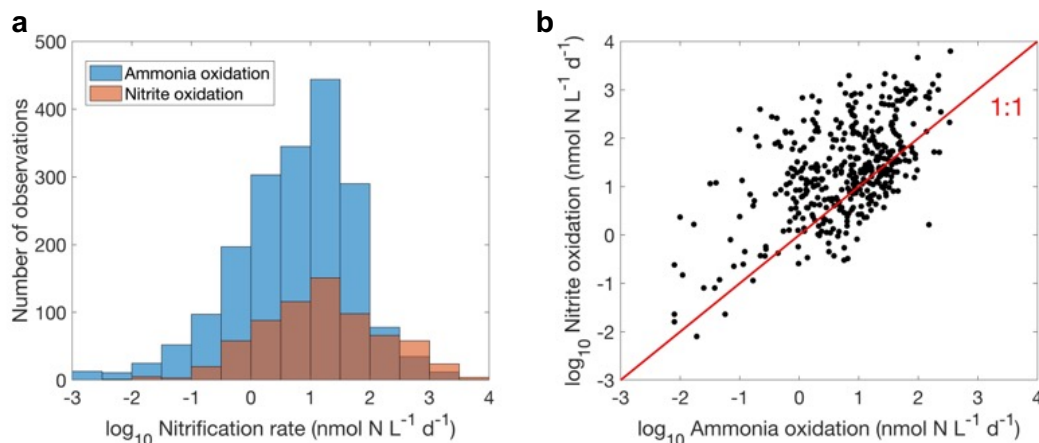 a
500
400
300
200
100
0
Number of observations
Ammonia oxidation
Nitrite oxidation
-3 -2 -1 0 1 2 3 4
log₁₀ Nitrification rate (nmol N L⁻¹ d⁻¹)
b
4
3
2
1
0
-1
-2
-3
log₁₀ Nitrite oxidation (nmol N L⁻¹ d⁻¹)
1:1
-3 -2 -1 0 1 2 3 4
log₁₀ Ammonia oxidation (nmol N L⁻¹ d⁻¹)